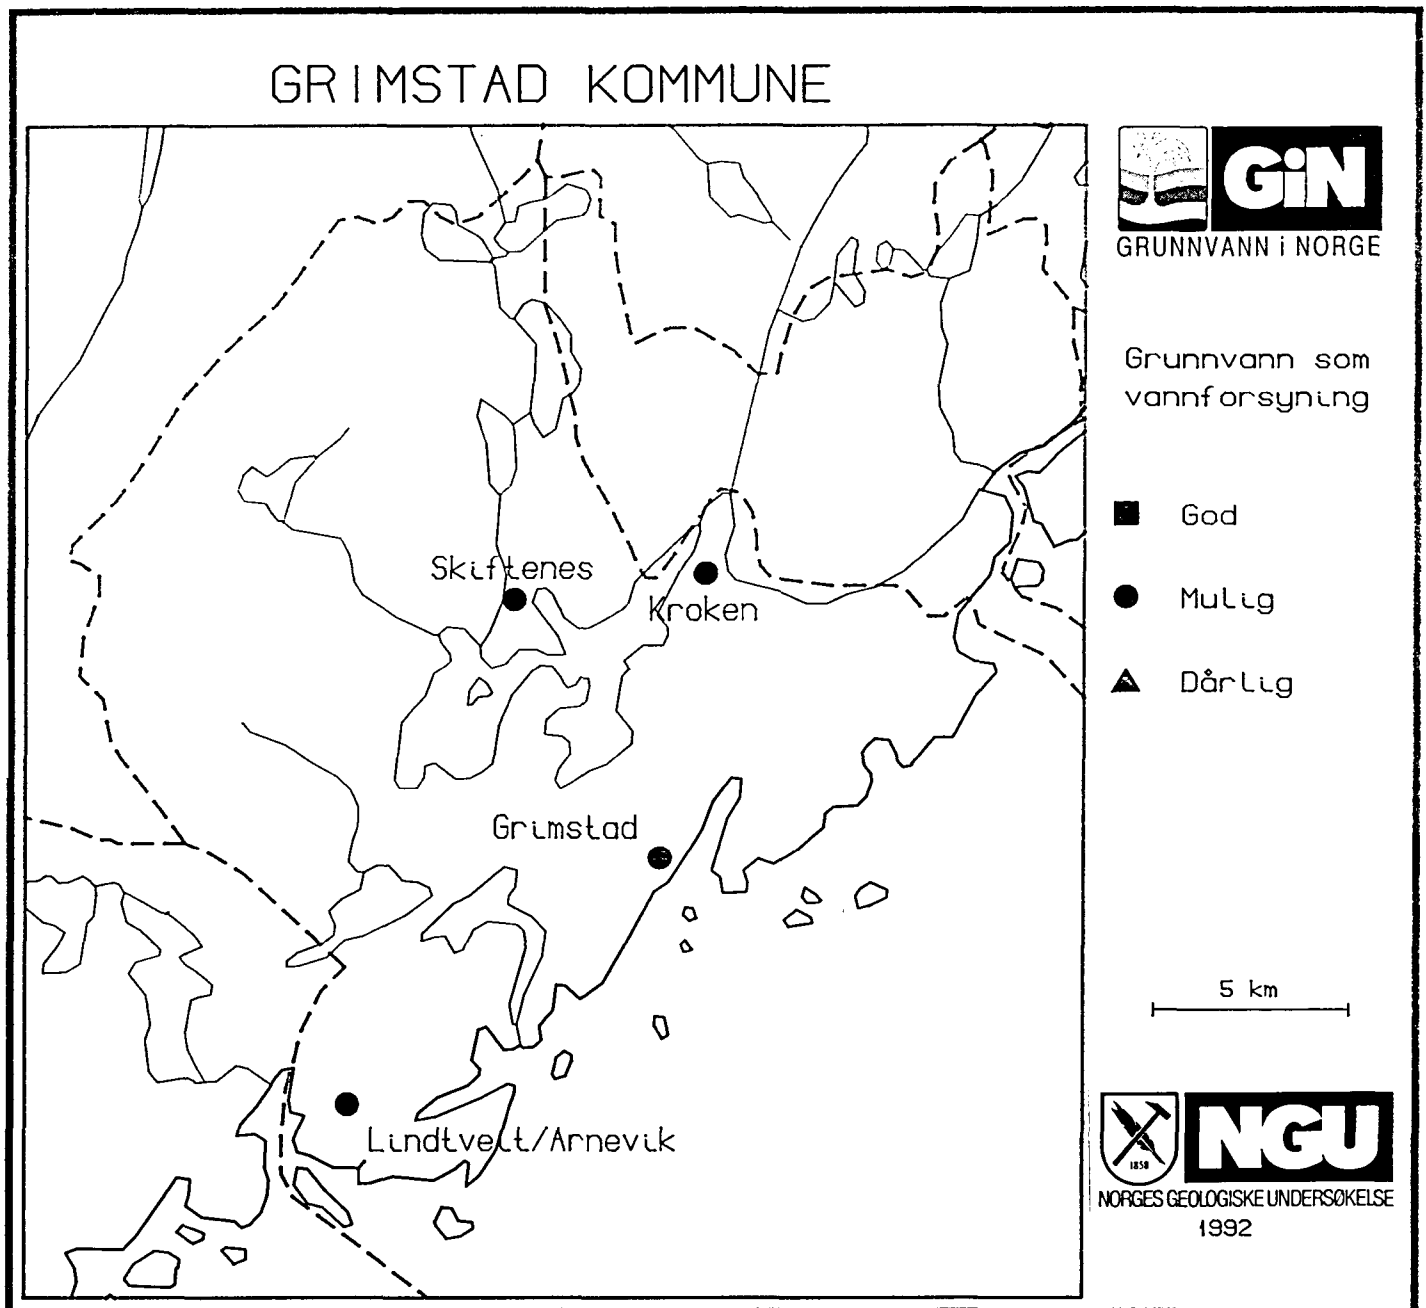 GRIMSTAD KOMMUNE
GiN
GRUNNVANN i NORGE
Grunnvann som
vannforsyning
God
Mulig
Dårlig
Skiftenes
Kroken
Grimstad
Lindtveit/Arnevik
5 km
1858
NGU
NORGES GEOLOGISKE UNDERSØKELSE
1992